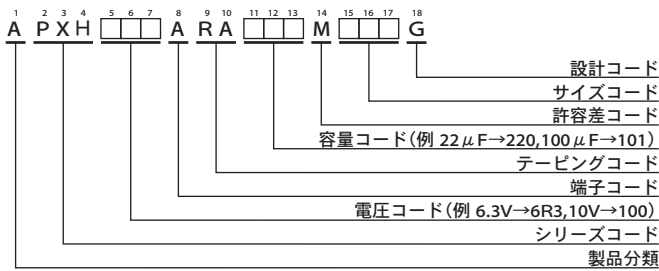 1 2 3 4 5 6 7 8 9 10 11 12 13 14 15 16 17 18
A PXH □□□ A RA □□□ M □□□ G
設計コード
サイズコード
許容差コード
容量コード(例 22μF→220,100μF→101)
テーピングコード
端子コード
電圧コード(例 6.3V→6R3,10V→100)
シリーズコード
製品分類